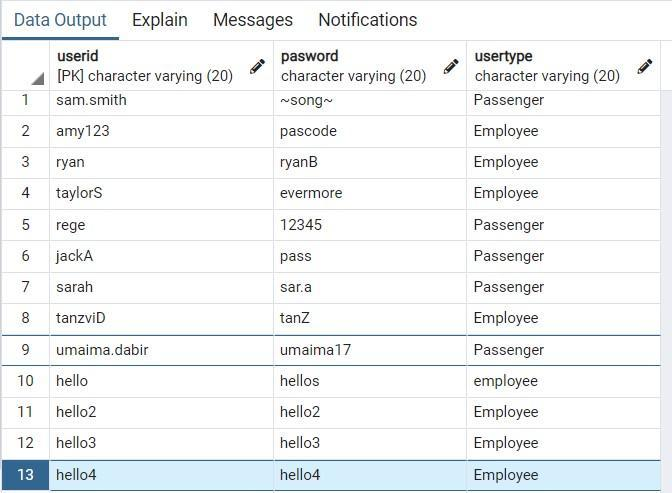 Data Output Explain Messages Notifications
userid pasword usertype
[PK] character varying (20) character varying (20) character varying (20)
1 sam.smith ~song~ Passenger
2 amy123 pascode Employee
3 ryan ryanB Employee
4 taylorS evermore Employee
5 rege 12345 Passenger
6 jackA pass Passenger
7 sarah sar.a Passenger
8 tanzviD tanZ Employee
9 umaima.dabir umaima17 Passenger
10 hello hellos employee
11 hello2 hello2 Employee
12 hello3 hello3 Employee
13 hello4 hello4 Employee